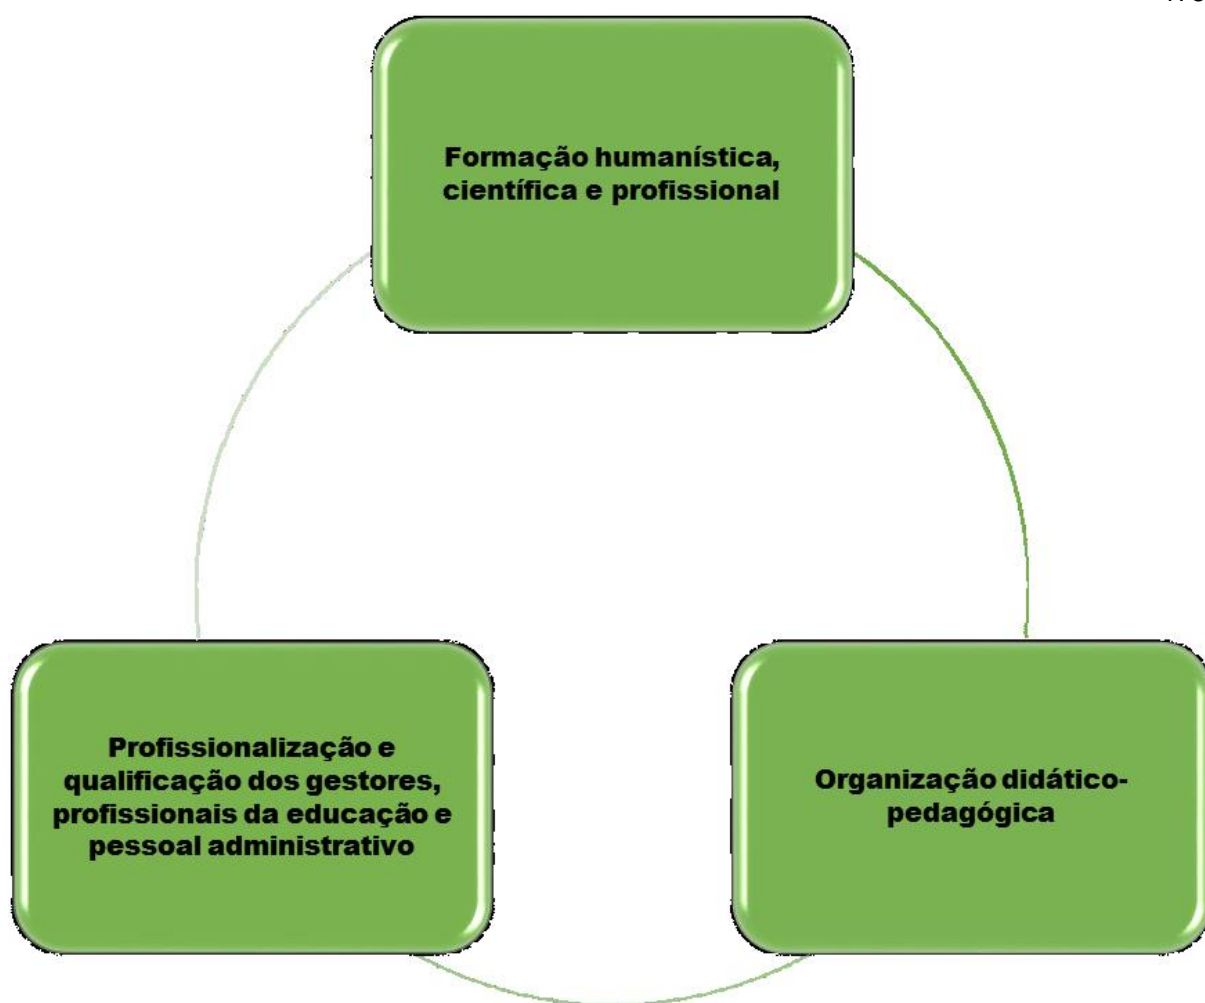 Formação humanística,
científica e profissional
Profissionalização e
qualificação dos gestores,
profissionais da educação e
pessoal administrativo
Organização didático-
pedagógica